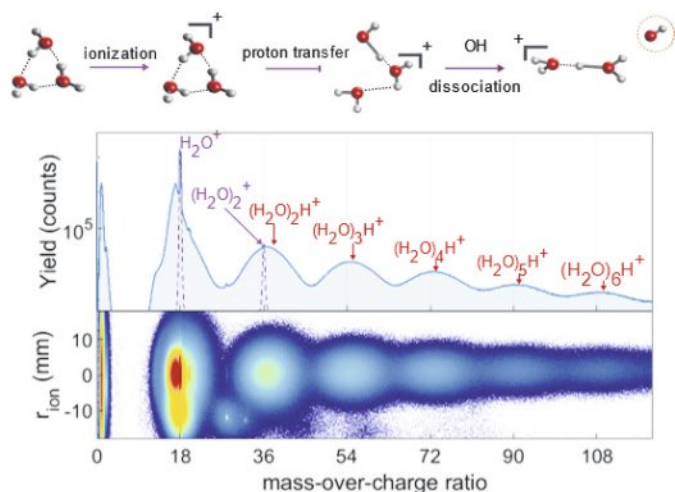 ionization
+
proton transfer
+
OH
dissociation
+
H2O+
(H2O)2+
(H2O)2H+
(H2O)3H+
(H2O)4H+
(H2O)5H+
(H2O)6H+
10^5
Yield (counts)
10
0
-10
r_ion (mm)
0 18 36 54 72 90 108
mass-over-charge ratio